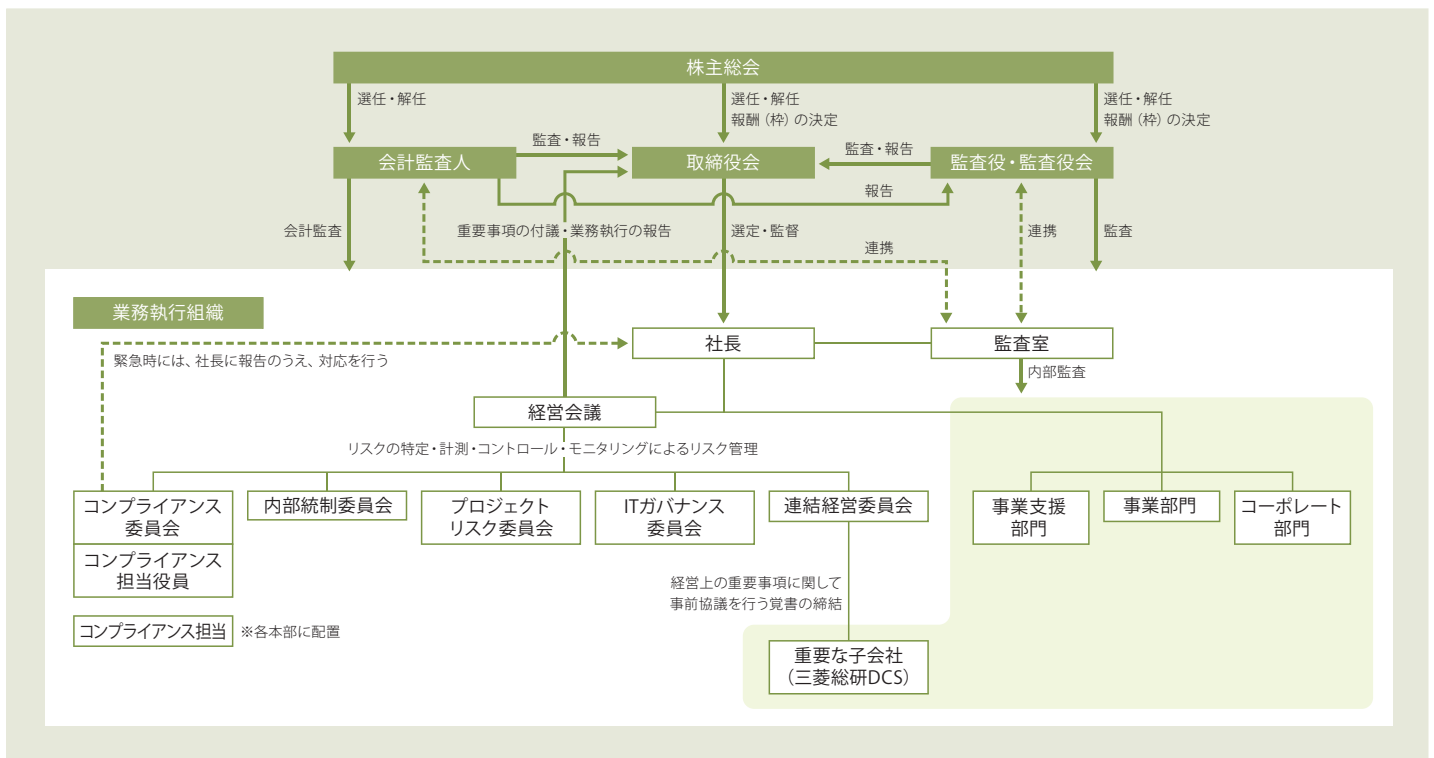 株主総会
選任・解任
選任・解任
報酬（枠）の決定
選任・解任
報酬（枠）の決定
会計監査人
監査・報告
取締役会
監査・報告
監査役・監査役会
報告
会計監査
重要事項の付議・業務執行の報告
選定・監督
連携
連携
監査
業務執行組織
社長
監査室
緊急時には、社長に報告のうえ、対応を行う
内部監査
経営会議
リスクの特定・計測・コントロール・モニタリングによるリスク管理
コンプライアンス
委員会
コンプライアンス
担当役員
内部統制委員会
プロジェクト
リスク委員会
ITガバナンス
委員会
連結経営委員会
事業支援
部門
事業部門
コーポレート
部門
経営上の重要事項に関して
事前協議を行う覚書の締結
コンプライアンス担当
※各本部に配置
重要な子会社
（三菱総研DCS）